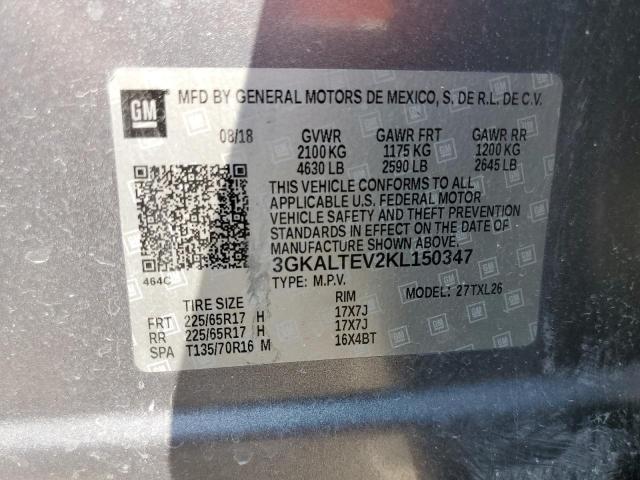 GM
MFD BY GENERAL MOTORS DE MEXICO, S. DE R.L. DE C.V.
08/18 GVWR GAWR FRT GAWR RR
2100 KG 1175 KG 1200 KG
4630 LB 2590 LB 2645 LB
THIS VEHICLE CONFORMS TO ALL
APPLICABLE U.S. FEDERAL MOTOR
VEHICLE SAFETY AND THEFT PREVENTION
STANDARDS IN EFFECT ON THE DATE OF
MANUFACTURE SHOWN ABOVE.
3GKALTEV2KL150347
464C TYPE: M.P.V. MODEL: 27TXL26
TIRE SIZE RIM
FRT 225/65R17 H 17X7J
RR 225/65R17 H 17X7J
SPA T135/70R16 M 16X4BT